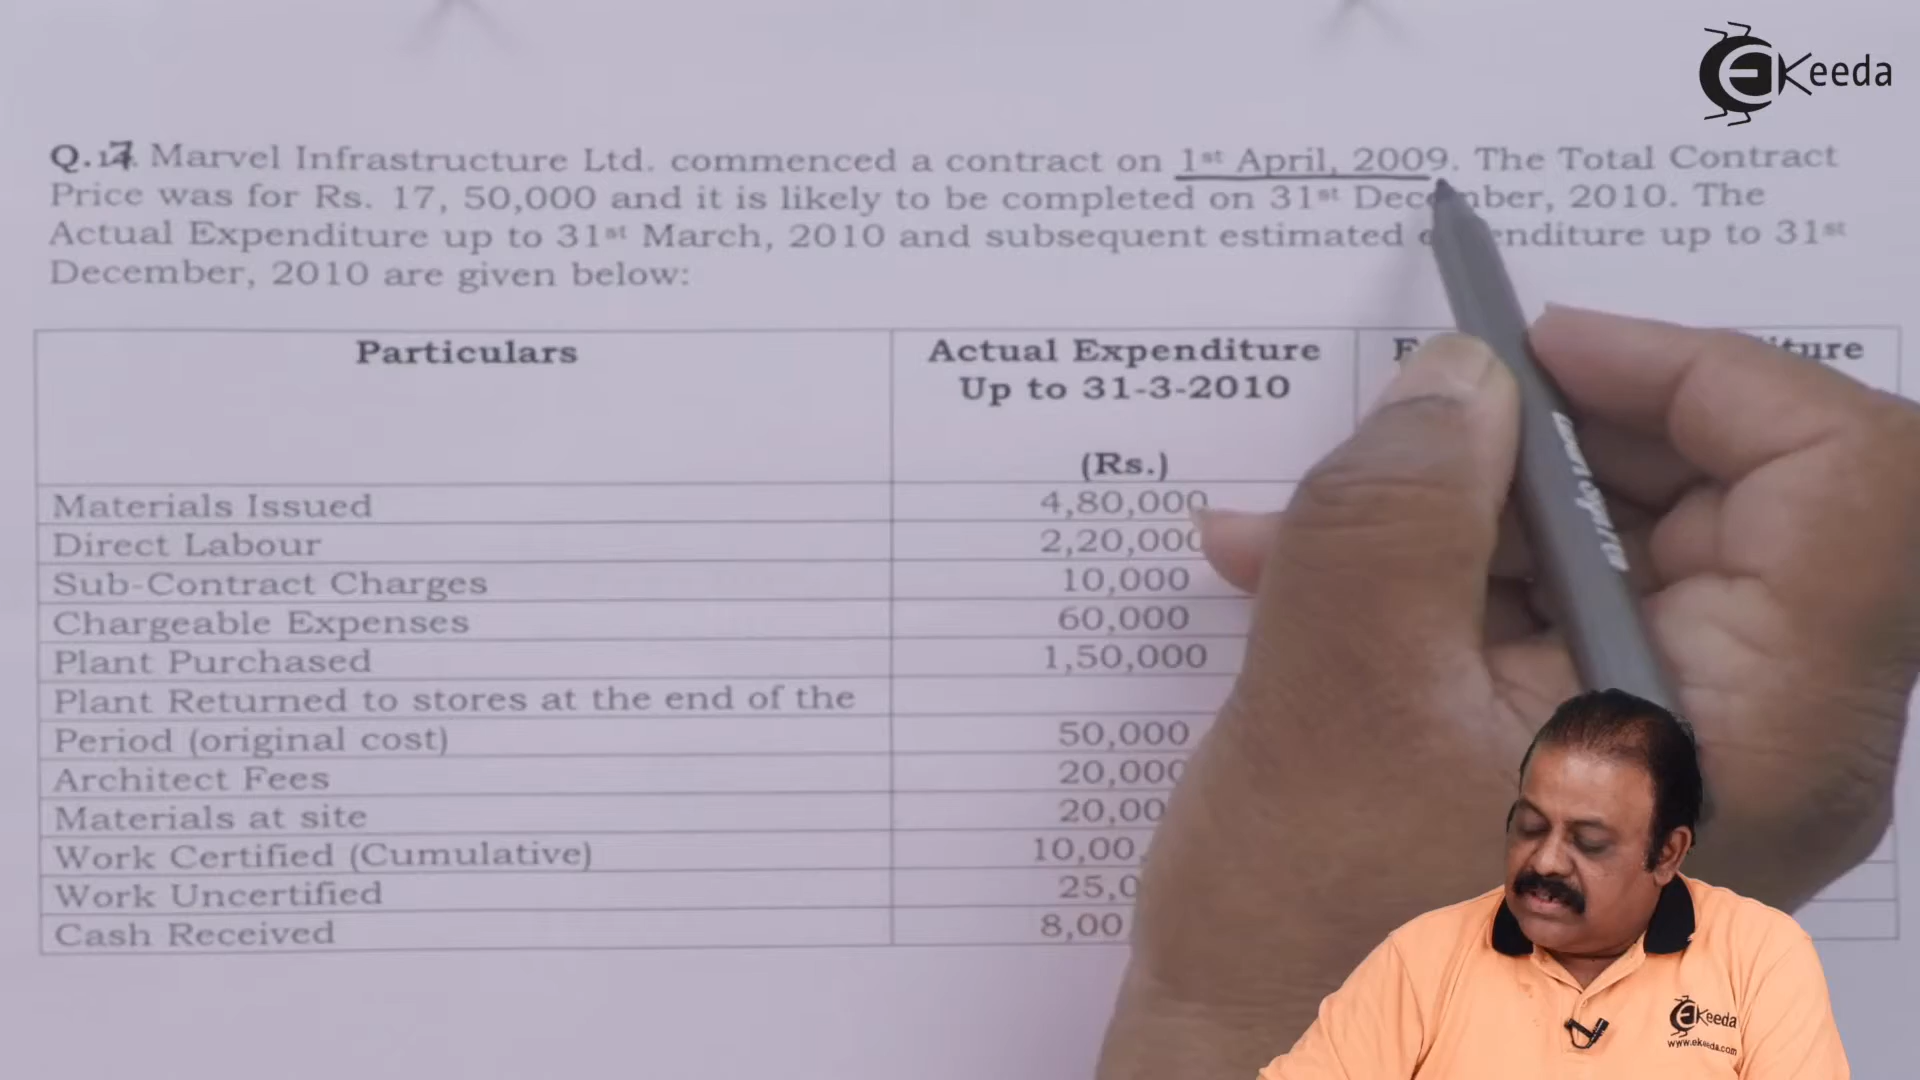 EKeeda
Q.17. Marvel Infrastructure Ltd. commenced a contract on 1st April, 2009. The Total Contract
Price was for Rs. 17, 50,000 and it is likely to be completed on 31st December, 2010. The
Actual Expenditure up to 31st March, 2010 and subsequent estimated up to 31st
December, 2010 are given below:
Particulars
Actual Expenditure
Up to 31-3-2010
(Rs.)
Materials Issued 4,80,000
Direct Labour 2,20,000
Sub-Contract Charges 10,000
Chargeable Expenses 60,000
Plant Purchased 1,50,000
Plant Returned to stores at the end of the
Period (original cost) 50,000
Architect Fees 20,000
Materials at site
Work Certified (Cumulative)
Work Uncertified
Cash Received
EKeeda
www.ekeeda.com